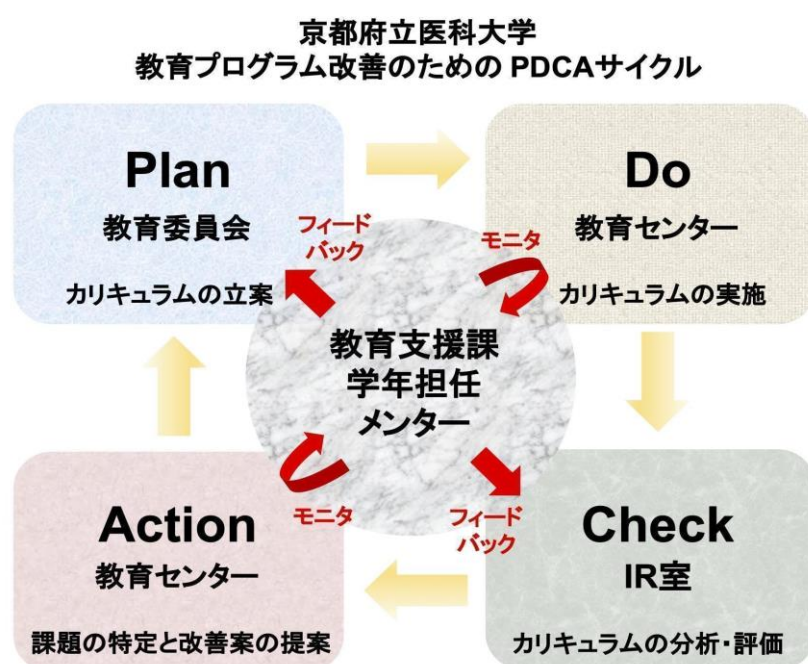 京都府立医科大学
教育プログラム改善のための PDCAサイクル
Plan
教育委員会
カリキュラムの立案
Do
教育センター
カリキュラムの実施
フィード
バック
モニタ
教育支援課
学年担任
メンター
モニタ
フィード
バック
Action
教育センター
課題の特定と改善案の提案
Check
IR室
カリキュラムの分析・評価